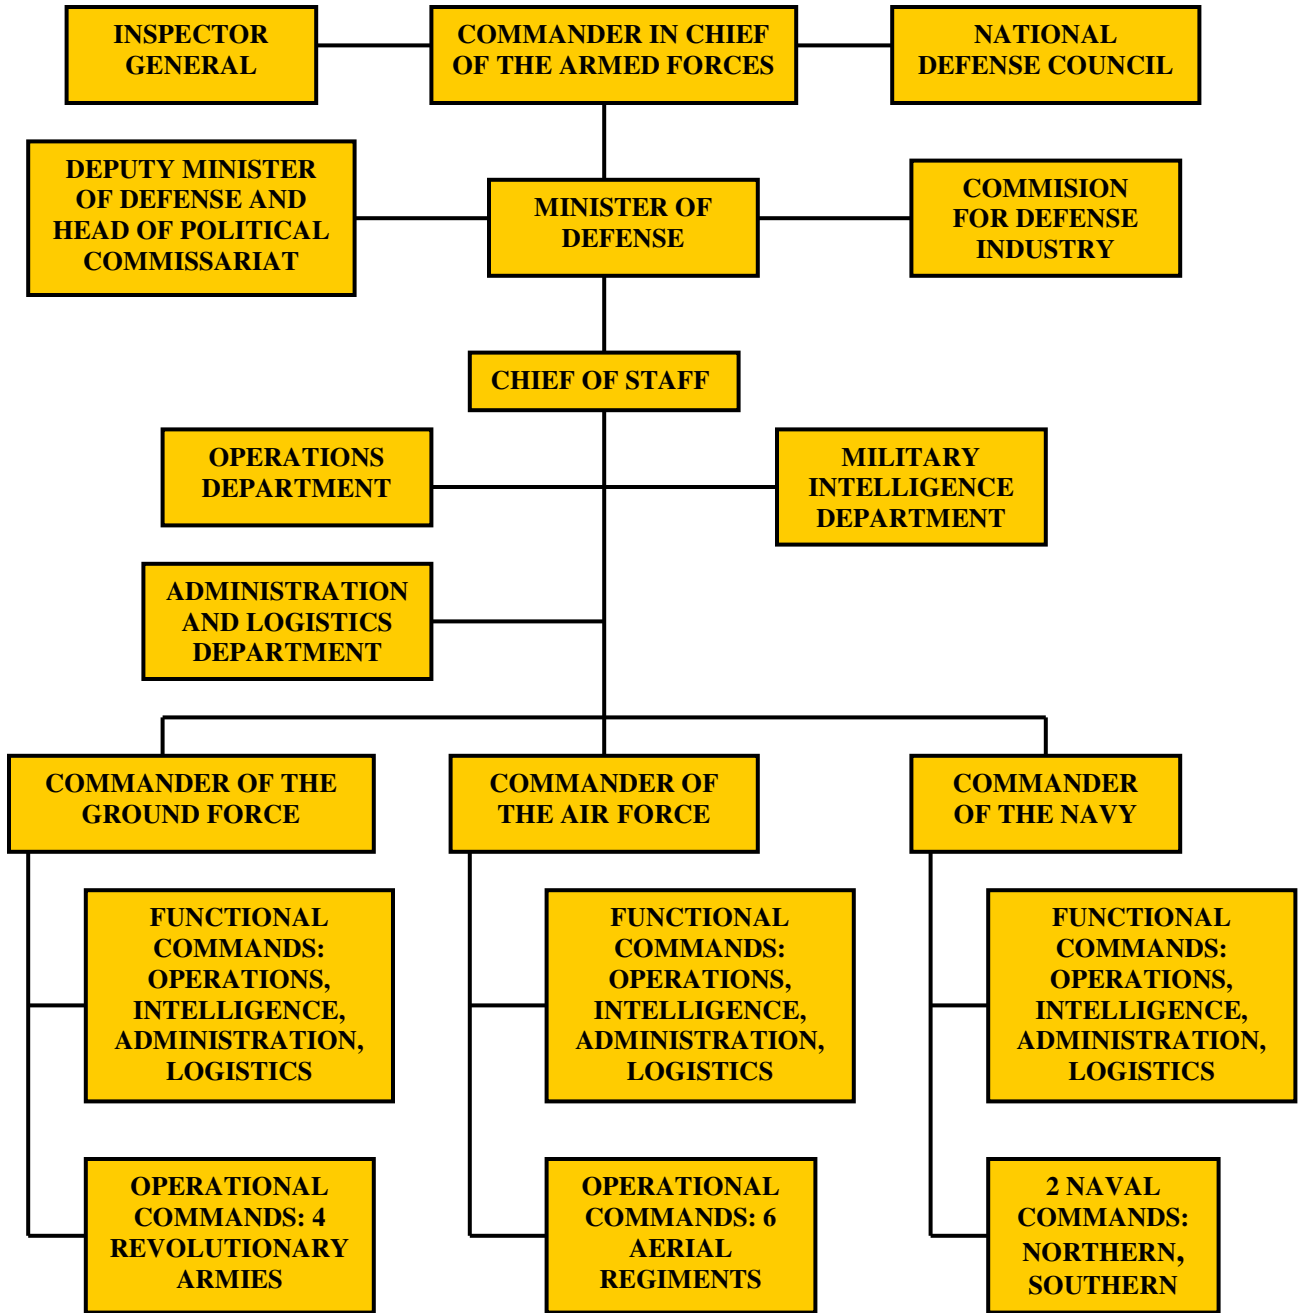 INSPECTOR
GENERAL
COMMANDER IN CHIEF
OF THE ARMED FORCES
NATIONAL
DEFENSE COUNCIL
DEPUTY MINISTER
OF DEFENSE AND
HEAD OF POLITICAL
COMMISSARIAT
MINISTER OF
DEFENSE
COMMISION
FOR DEFENSE
INDUSTRY
CHIEF OF STAFF
OPERATIONS
DEPARTMENT
MILITARY
INTELLIGENCE
DEPARTMENT
ADMINISTRATION
AND LOGISTICS
DEPARTMENT
COMMANDER OF THE
GROUND FORCE
COMMANDER OF
THE AIR FORCE
COMMANDER
OF THE NAVY
FUNCTIONAL
COMMANDS:
OPERATIONS,
INTELLIGENCE,
ADMINISTRATION,
LOGISTICS
FUNCTIONAL
COMMANDS:
OPERATIONS,
INTELLIGENCE,
ADMINISTRATION,
LOGISTICS
FUNCTIONAL
COMMANDS:
OPERATIONS,
INTELLIGENCE,
ADMINISTRATION,
LOGISTICS
OPERATIONAL
COMMANDS: 4
REVOLUTIONARY
ARMIES
OPERATIONAL
COMMANDS: 6
AERIAL
REGIMENTS
2 NAVAL
COMMANDS:
NORTHERN,
SOUTHERN